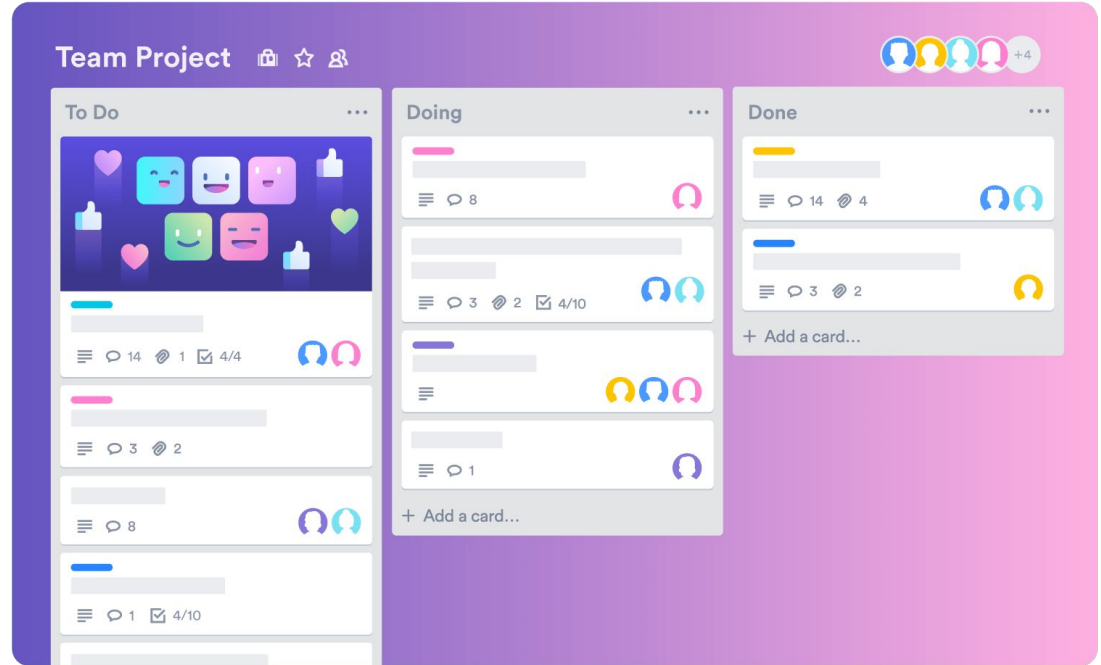 Team Project
+4
To Do
14 1 4/4
3 2
8
1 4/10
Doing
8
3 2 4/10
1
+ Add a card...
Done
14 4
3 2
+ Add a card...